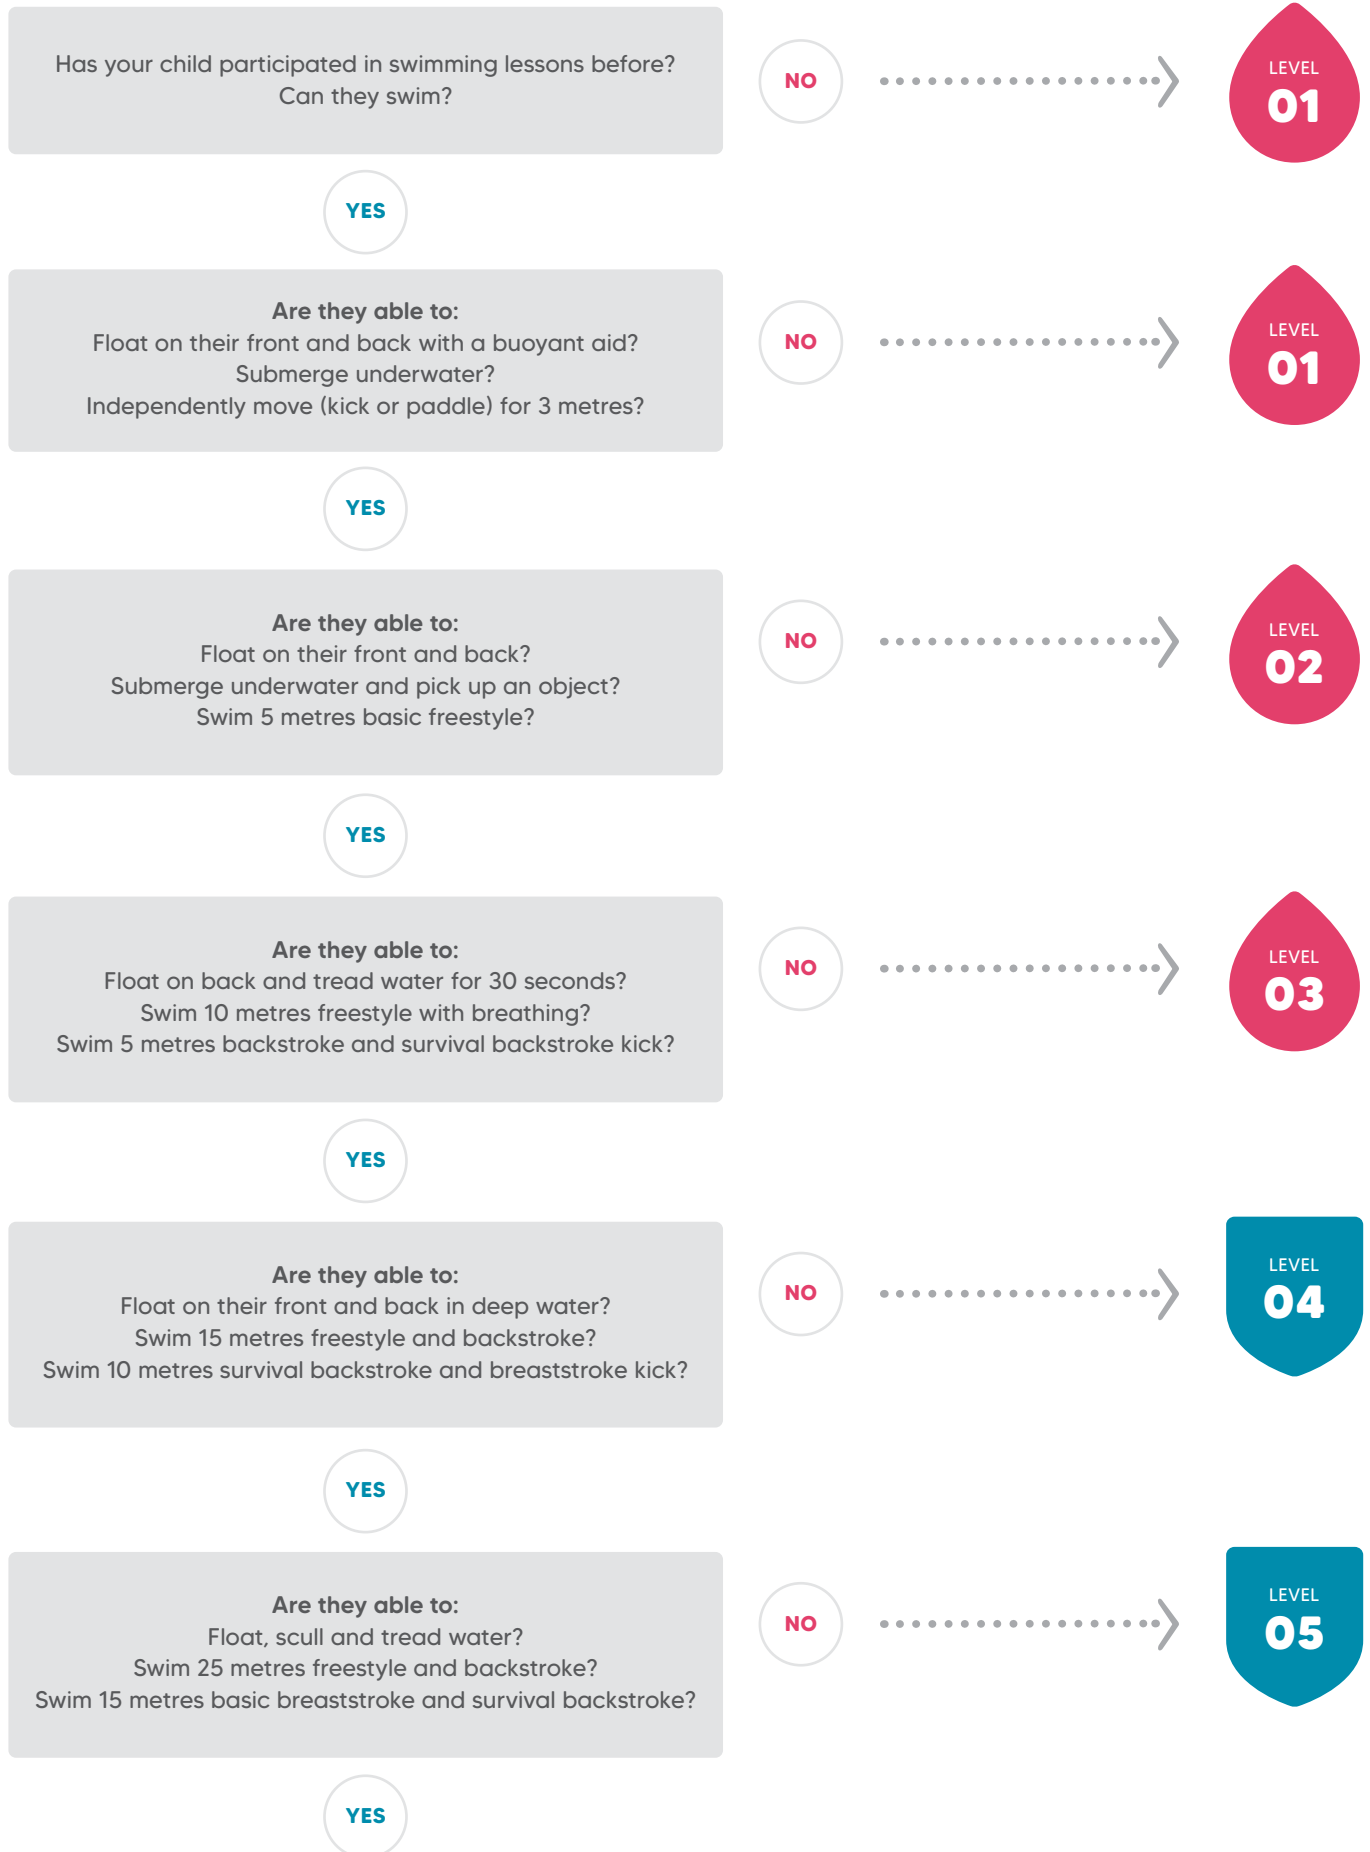 Has your child participated in swimming lessons before?
Can they swim?
NO
LEVEL
01
YES
Are they able to:
Float on their front and back with a buoyant aid?
Submerge underwater?
Independently move (kick or paddle) for 3 metres?
NO
LEVEL
01
YES
Are they able to:
Float on their front and back?
Submerge underwater and pick up an object?
Swim 5 metres basic freestyle?
NO
LEVEL
02
YES
Are they able to:
Float on back and tread water for 30 seconds?
Swim 10 metres freestyle with breathing?
Swim 5 metres backstroke and survival backstroke kick?
NO
LEVEL
03
YES
Are they able to:
Float on their front and back in deep water?
Swim 15 metres freestyle and backstroke?
Swim 10 metres survival backstroke and breaststroke kick?
NO
LEVEL
04
YES
Are they able to:
Float, scull and tread water?
Swim 25 metres freestyle and backstroke?
Swim 15 metres basic breaststroke and survival backstroke?
NO
LEVEL
05
YES